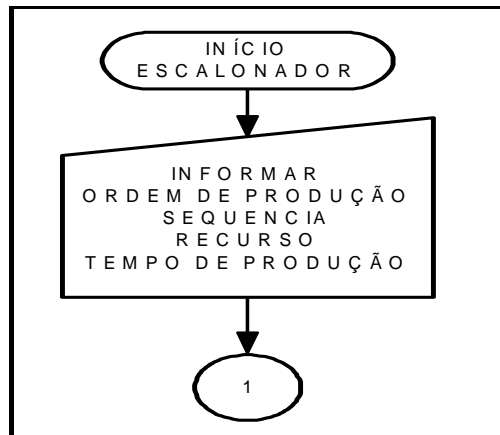 INÍCIO
ESCALONADOR
INFORMAR
ORDEM DE PRODUÇÃO
SEQUENCIA
RECURSO
TEMPO DE PRODUÇÃO
1